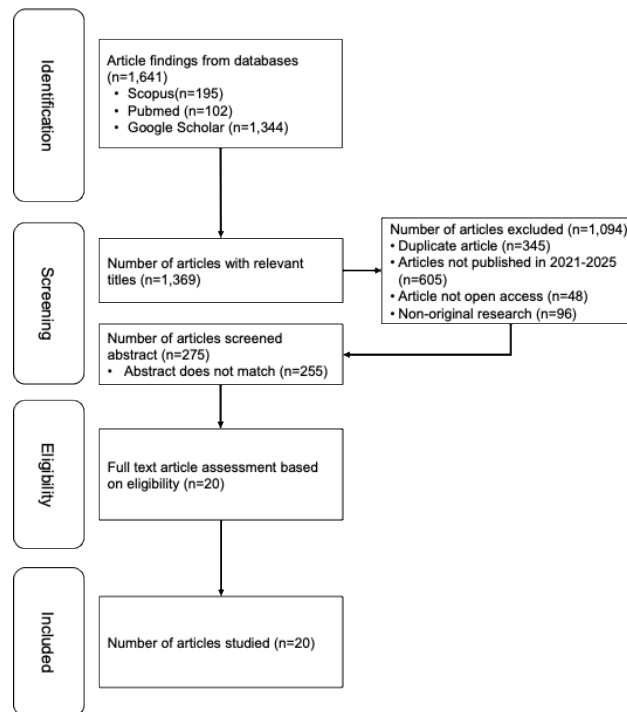 Identification
Article findings from databases
(n=1,641)
• Scopus(n=195)
• Pubmed (n=102)
• Google Scholar (n=1,344)
Screening
Number of articles with relevant
titles (n=1,369)
Number of articles excluded (n=1,094)
• Duplicate article (n=345)
• Articles not published in 2021-2025
(n=605)
• Article not open access (n=48)
• Non-original research (n=96)
Number of articles screened
abstract (n=275)
• Abstract does not match (n=255)
Eligibility
Full text article assessment based
on eligibility (n=20)
Included
Number of articles studied (n=20)